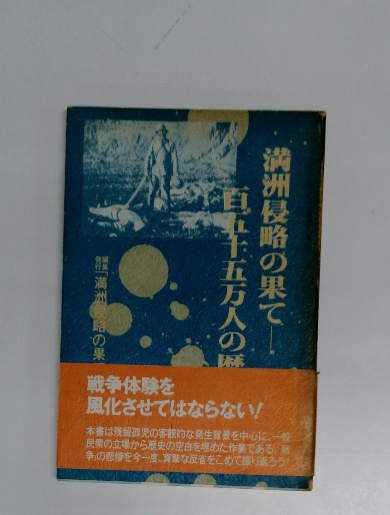 満洲侵略の果て―
百五十五万人の暦
編集
発行
「満洲侵略の果
戦争体験を
風化させてはならない!
本書は残留孤児の客観的な発生背景を中心に、一般
民衆の立場から歴史の空白を埋めた作業である。「戦
争」の悲惨を今一度、真摯な反省をこめて振り返ろう!